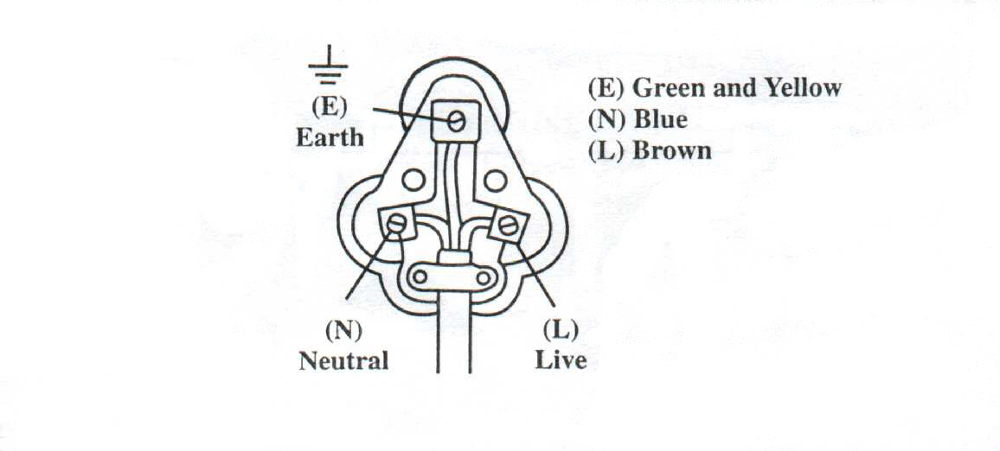 (E)
Earth
(E) Green and Yellow
(N) Blue
(L) Brown
(N)
Neutral
(L)
Live